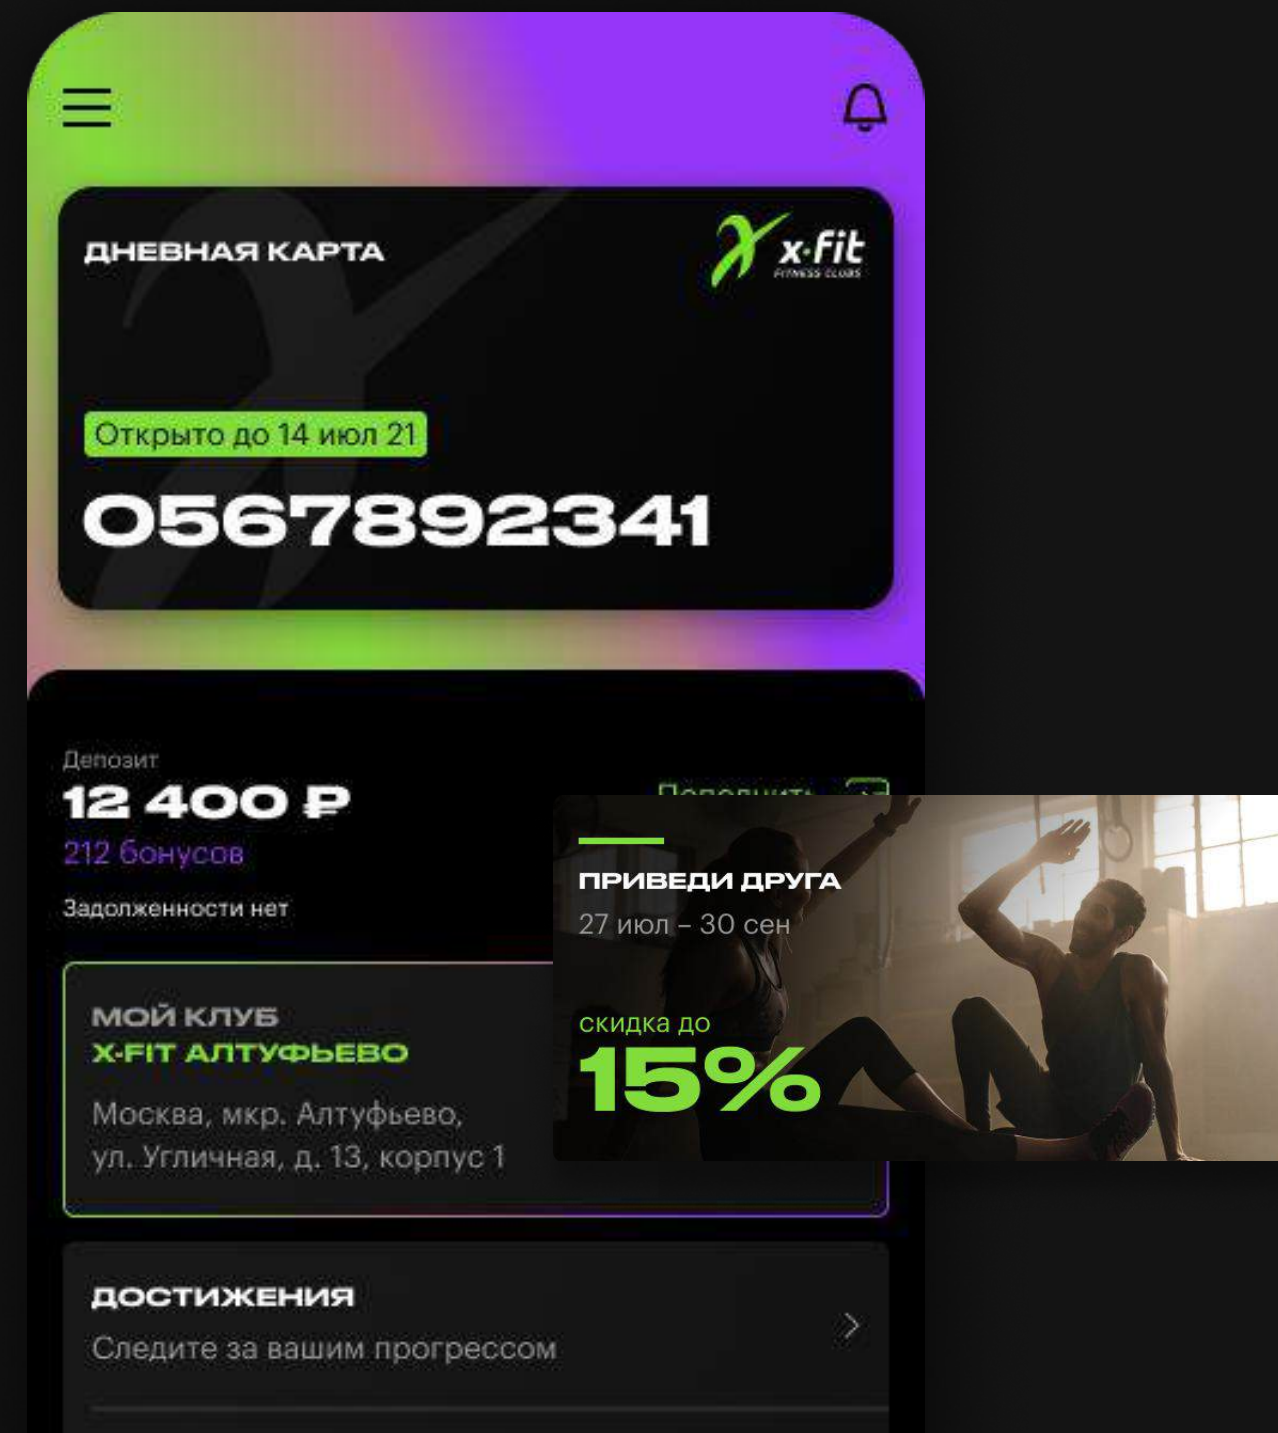 ДНЕВНАЯ КАРТА
x·fit
FITNESS CLUBS
Открыто до 14 июл 21
0567892341
Депозит
12 400 ₽
Пополнить
212 бонусов
Задолженности нет
ПРИВЕДИ ДРУГА
27 июл – 30 сен
скидка до
15%
МОЙ КЛУБ
X-FIT АЛТУФЬЕВО
Москва, мкр. Алтуфьево,
ул. Угличная, д. 13, корпус 1
ДОСТИЖЕНИЯ
Следите за вашим прогрессом